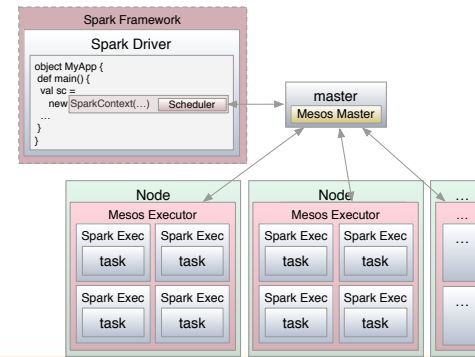 Spark Framework
Spark Driver
object MyApp {
def main() {
val sc =
new SparkContext(…) Scheduler
…
}
}
master
Mesos Master
Node
Mesos Executor
Spark Exec Spark Exec
task task
Spark Exec Spark Exec
task task
Node
Mesos Executor
Spark Exec Spark Exec
task task
Spark Exec Spark Exec
task task
…
…
…
…